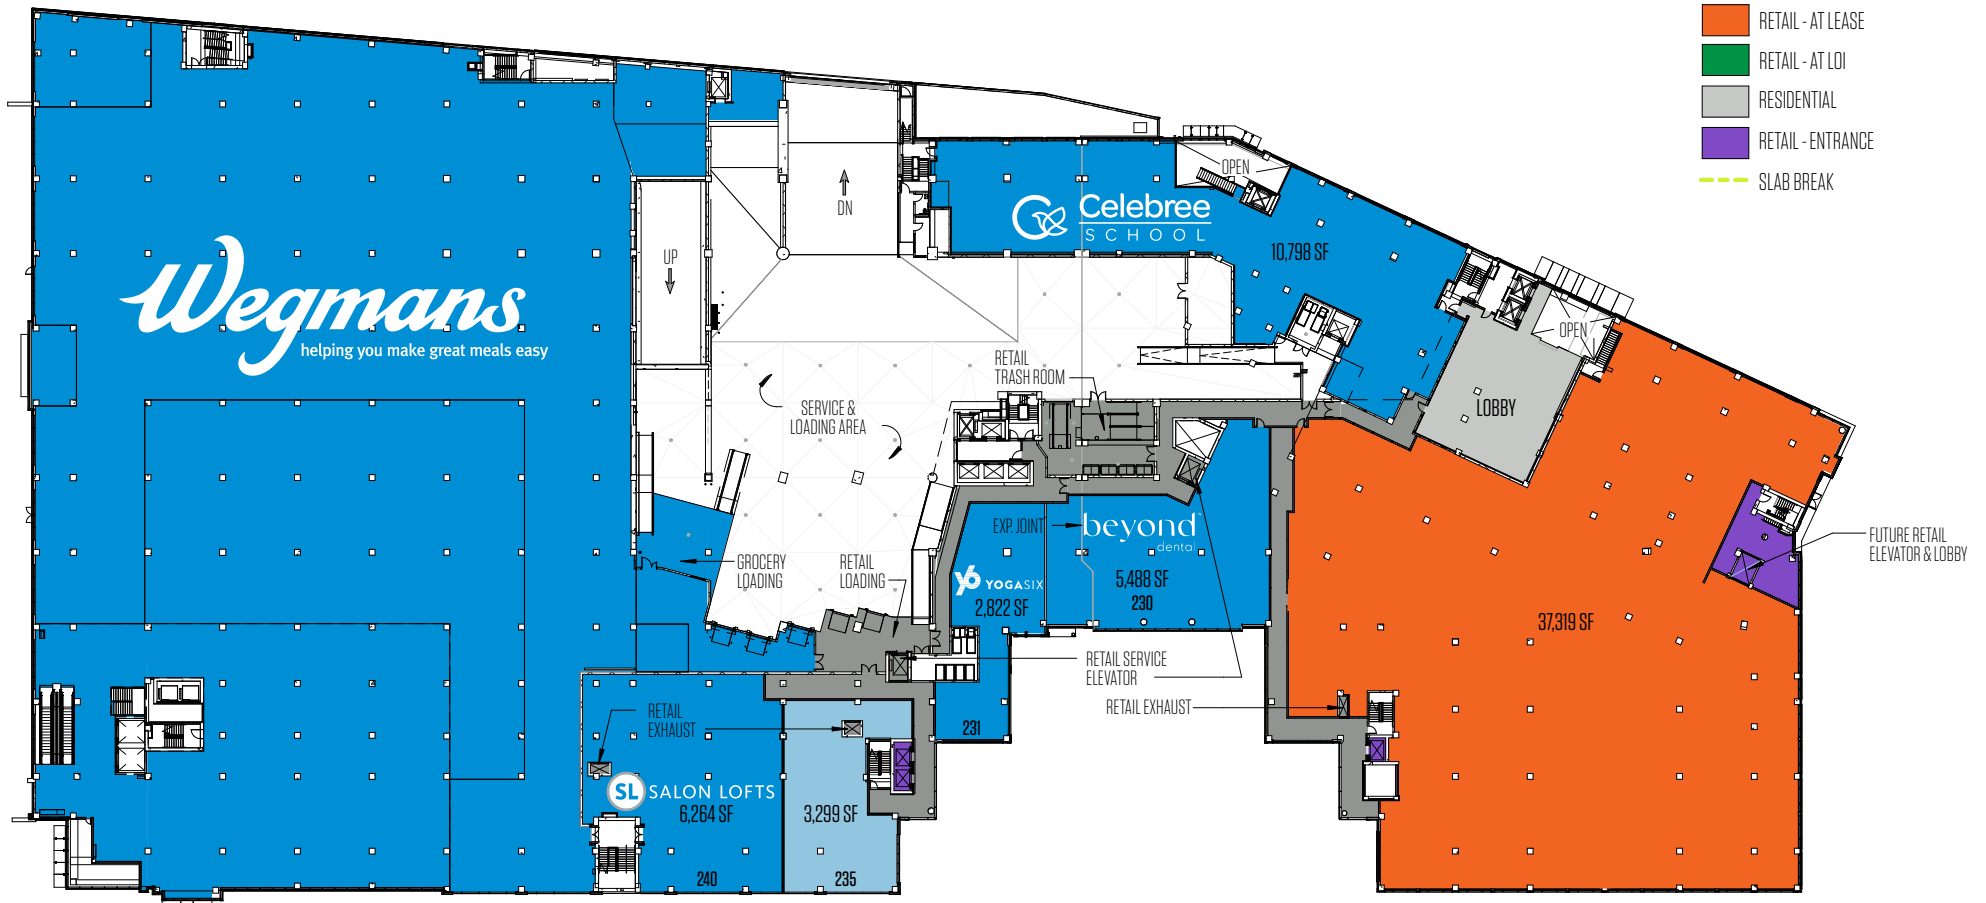 RETAIL - AT LEASE
RETAIL - AT LOI
RESIDENTIAL
RETAIL - ENTRANCE
SLAB BREAK
OPEN
DN
Celebree
SCHOOL
10,798 SF
UP
Wegmans
helping you make great meals easy
OPEN
RETAIL
TRASH ROOM
SERVICE &
LOADING AREA
LOBBY
EXP. JOINT
beyond
dental
FUTURE RETAIL
ELEVATOR & LOBBY
GROCERY
LOADING
RETAIL
LOADING
YOGASIX
2,822 SF
5,488 SF
230
37,319 SF
RETAIL SERVICE
ELEVATOR
RETAIL EXHAUST
RETAIL
EXHAUST
231
SL SALON LOFTS
6,264 SF
3,299 SF
240
235